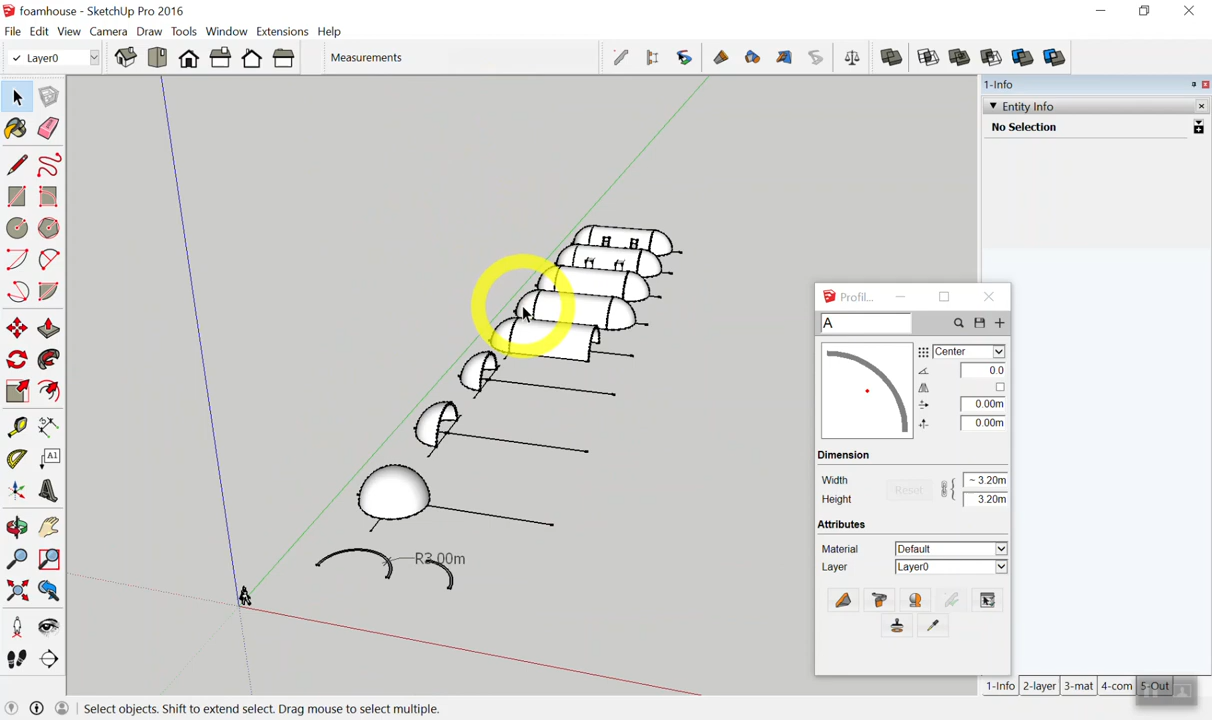 foamhouse - SketchUp Pro 2016
File Edit View Camera Draw Tools Window Extensions Help
Layer0
Measurements
1-Info
Entity Info
No Selection
Profil...
A
Center
0.0
0.00m
0.00m
Dimension
Width ~ 3.20m
Reset
Height 3.20m
Attributes
Material Default
Layer Layer0
R3.00m
A1
1-Info 2-layer 3-mat 4-com 5-Out
Select objects. Shift to extend select. Drag mouse to select multiple.